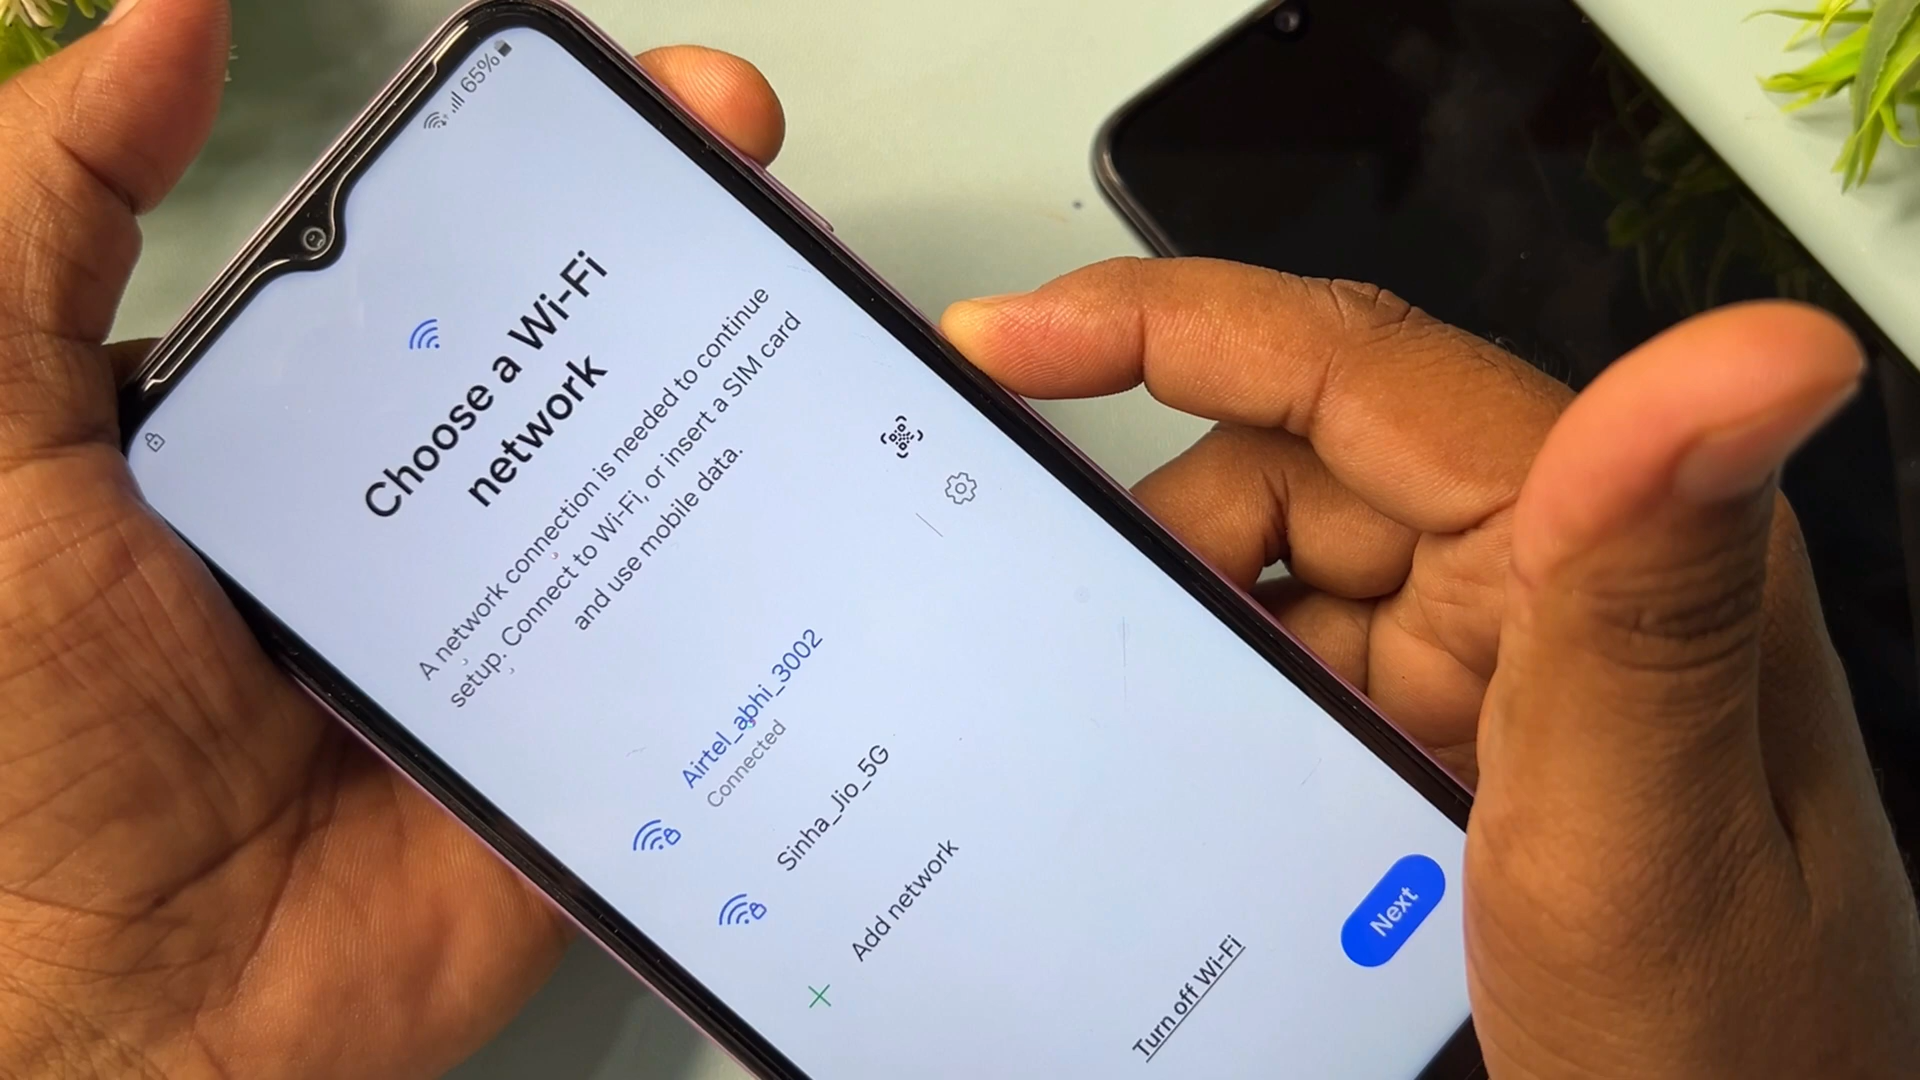 65%
Choose a Wi-Fi
network
A network connection is needed to continue
setup. Connect to Wi-Fi, or insert a SIM card
and use mobile data.
Airtel_abhi_3002
Connected
Sinha_Jio_5G
Add network
Turn off Wi-Fi
Next